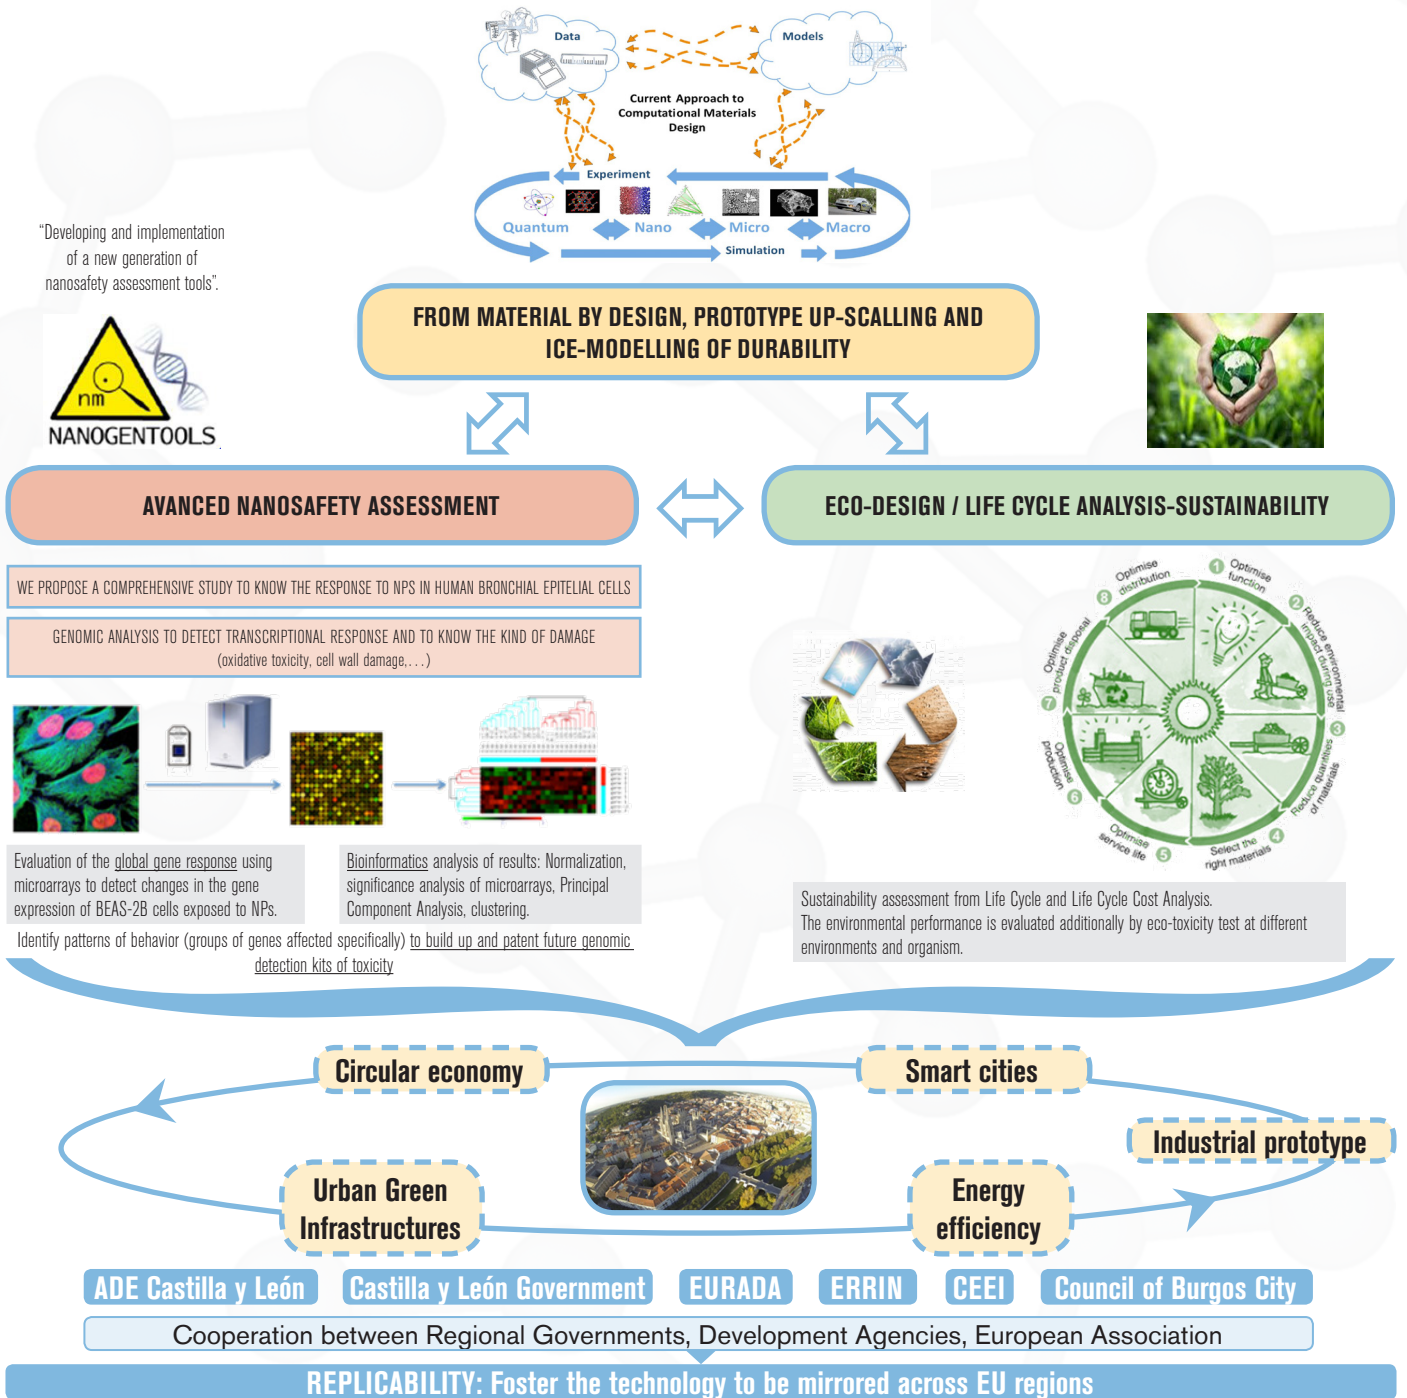 Data
Models
Current Approach to
Computational Materials
Design
Experiment
Quantum
Nano
Micro
Macro
Simulation
“Developing and implementation
of a new generation of
nanosafety assessment tools”.
nm
NANOGENTOOLS
FROM MATERIAL BY DESIGN, PROTOTYPE UP-SCALLING AND
ICE-MODELLING OF DURABILITY
AVANCED NANOSAFETY ASSESSMENT
ECO-DESIGN / LIFE CYCLE ANALYSIS-SUSTAINABILITY
WE PROPOSE A COMPREHENSIVE STUDY TO KNOW THE RESPONSE TO NPS IN HUMAN BRONCHIAL EPITELIAL CELLS
GENOMIC ANALYSIS TO DETECT TRANSCRIPTIONAL RESPONSE AND TO KNOW THE KIND OF DAMAGE
(oxidative toxicity, cell wall damage,…)
1 Optimise
function
2 Reduce environmental
impact during use
3 Reduce quantities
of materials
4 Select the
right materials
5 Optimise
service life
6 Optimise
production
7 Optimise
product disposal
8 Optimise
distribution
Evaluation of the global gene response using
microarrays to detect changes in the gene
expression of BEAS-2B cells exposed to NPs.
Bioinformatics analysis of results: Normalization,
significance analysis of microarrays, Principal
Component Analysis, clustering.
Identify patterns of behavior (groups of genes affected specifically) to build up and patent future genomic
detection kits of toxicity
Sustainability assessment from Life Cycle and Life Cycle Cost Analysis.
The environmental performance is evaluated additionally by eco-toxicity test at different
environments and organism.
Circular economy
Smart cities
Industrial prototype
Urban Green
Infrastructures
Energy
efficiency
ADE Castilla y León
Castilla y León Government
EURADA
ERRIN
CEEI
Council of Burgos City
Cooperation between Regional Governments, Development Agencies, European Association
REPLICABILITY: Foster the technology to be mirrored across EU regions